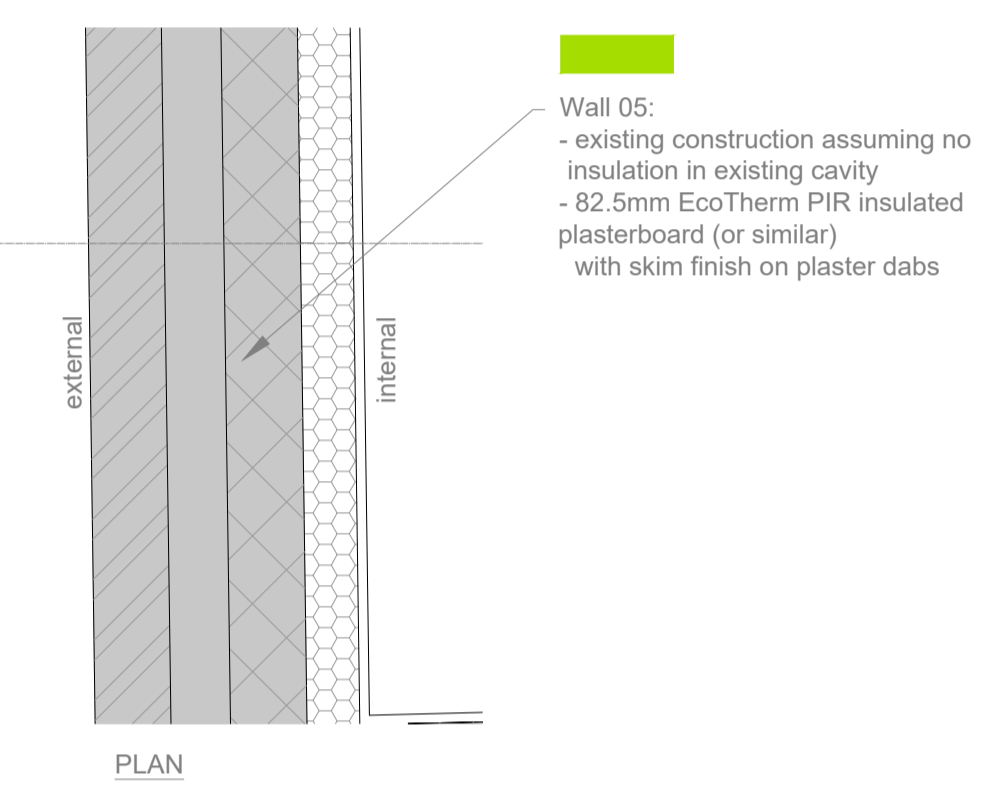 Wall 05:
- existing construction assuming no
insulation in existing cavity
- 82.5mm EcoTherm PIR insulated
plasterboard (or similar)
with skim finish on plaster dabs
external
internal
PLAN